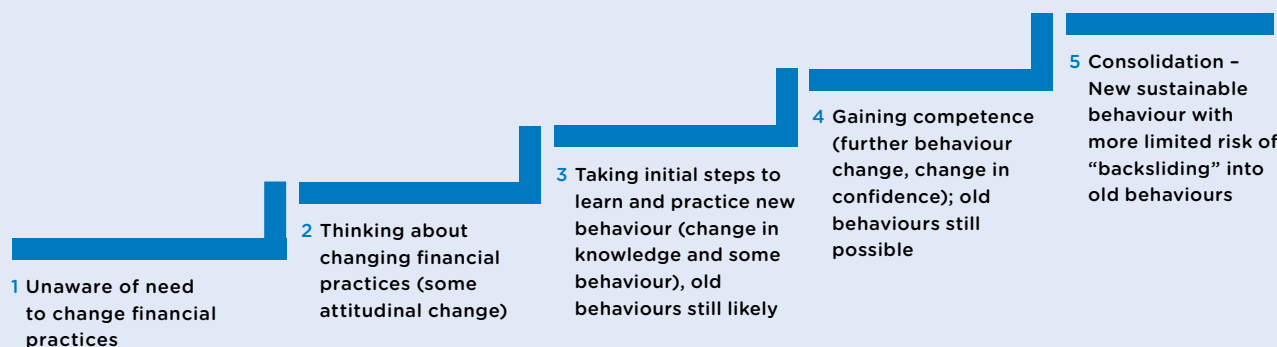 1 Unaware of need
to change financial
practices
2 Thinking about
changing financial
practices (some
attitudinal change)
3 Taking initial steps to
learn and practice new
behaviour (change in
knowledge and some
behaviour), old
behaviours still likely
4 Gaining competence
(further behaviour
change, change in
confidence); old
behaviours still
possible
5 Consolidation –
New sustainable
behaviour with
more limited risk of
“backsliding” into
old behaviours